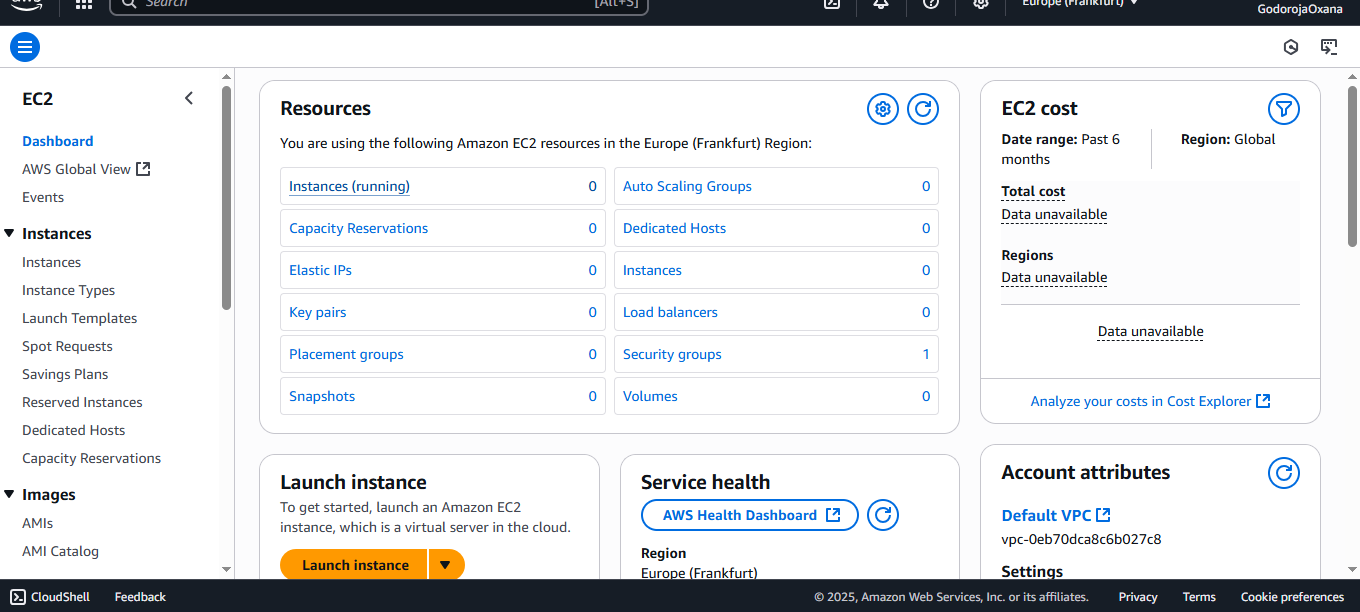 Search
[Alt+S]
Europe (Frankfurt)
GodorojaOxana
EC2
Dashboard
AWS Global View
Events
Instances
Instances
Instance Types
Launch Templates
Spot Requests
Savings Plans
Reserved Instances
Dedicated Hosts
Capacity Reservations
Images
AMIs
AMI Catalog
Resources
You are using the following Amazon EC2 resources in the Europe (Frankfurt) Region:
Instances (running) 0
Auto Scaling Groups 0
Capacity Reservations 0
Dedicated Hosts 0
Elastic IPs 0
Instances 0
Key pairs 0
Load balancers 0
Placement groups 0
Security groups 1
Snapshots 0
Volumes 0
Launch instance
To get started, launch an Amazon EC2
instance, which is a virtual server in the cloud.
Launch instance
Service health
AWS Health Dashboard
Region
Europe (Frankfurt)
EC2 cost
Date range: Past 6
months
Region: Global
Total cost
Data unavailable
Regions
Data unavailable
Data unavailable
Analyze your costs in Cost Explorer
Account attributes
Default VPC
vpc-0eb70dca8c6b027c8
Settings
CloudShell
Feedback
© 2025, Amazon Web Services, Inc. or its affiliates.
Privacy
Terms
Cookie preferences